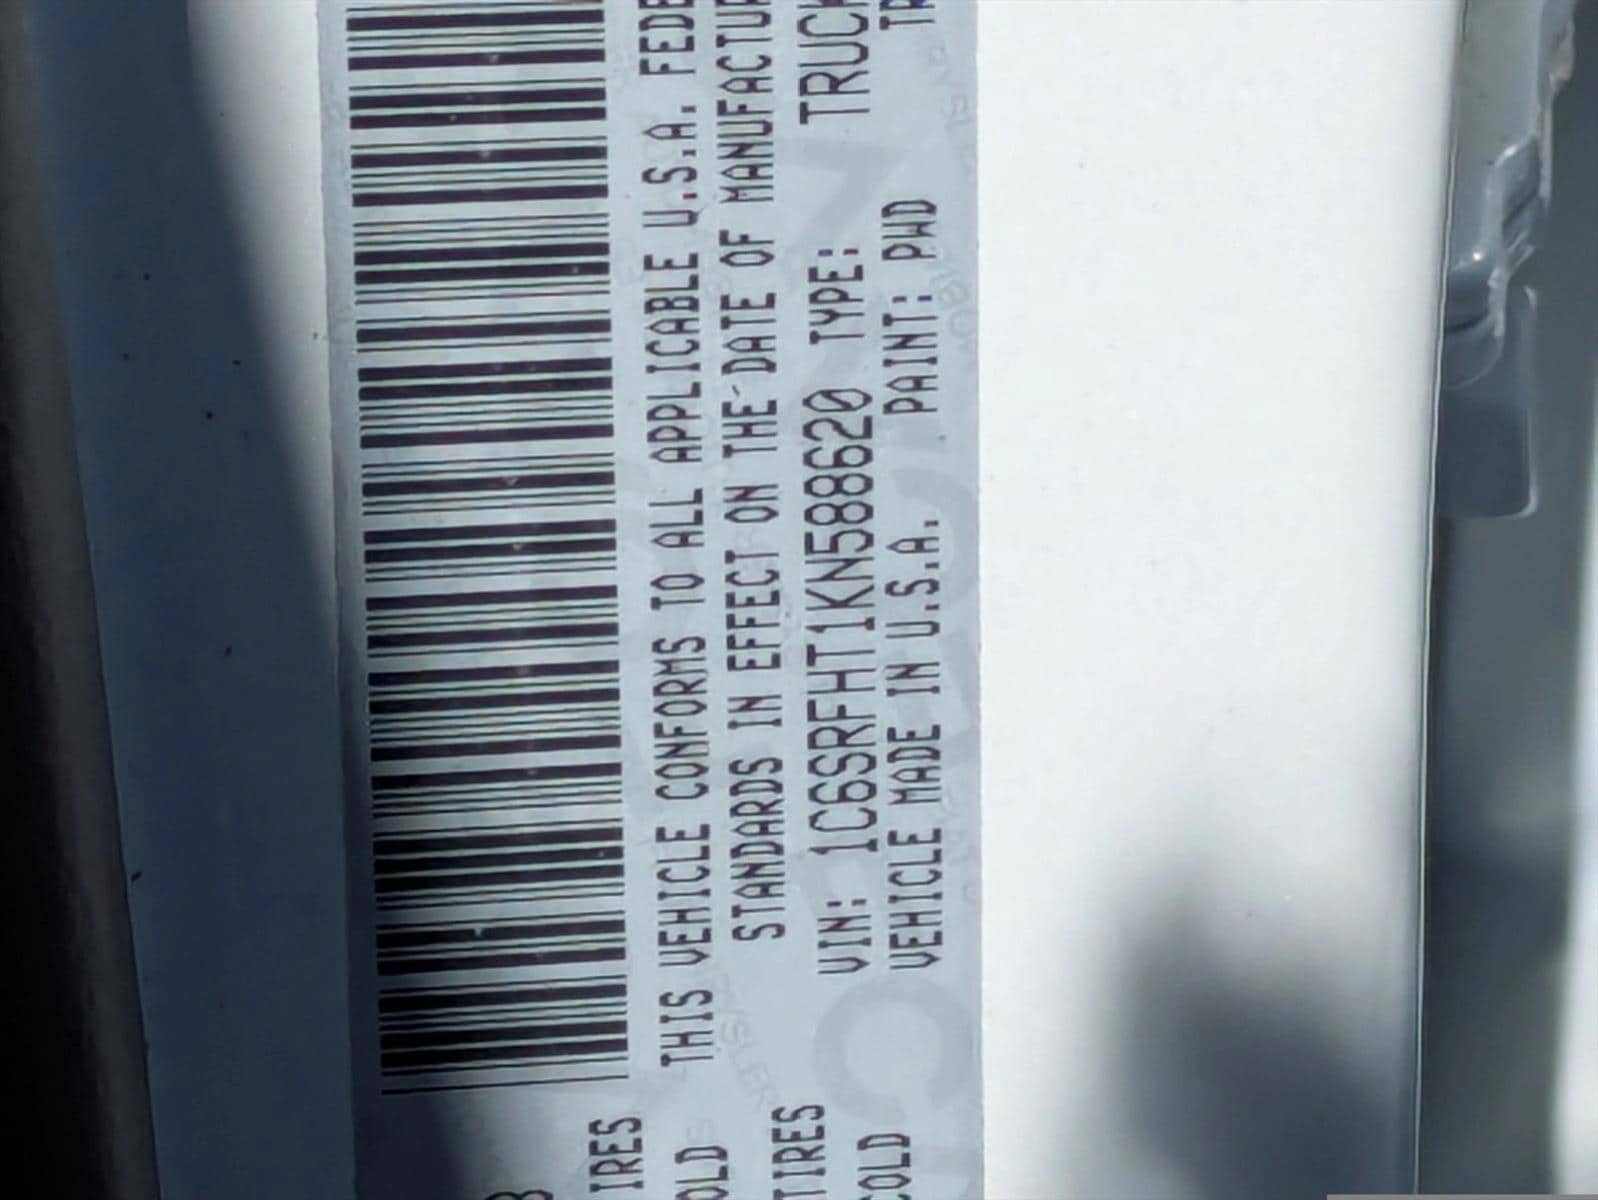 THIS VEHICLE CONFORMS TO ALL APPLICABLE U.S.A. FEDE
STANDARDS IN EFFECT ON THE DATE OF MANUFACTUR
VIN: 1C6SRFHT1KN588620 TYPE: TRUCK
VEHICLE MADE IN U.S.A. PAINT: PWD TR
IRES
OLD
TIRES
COLD